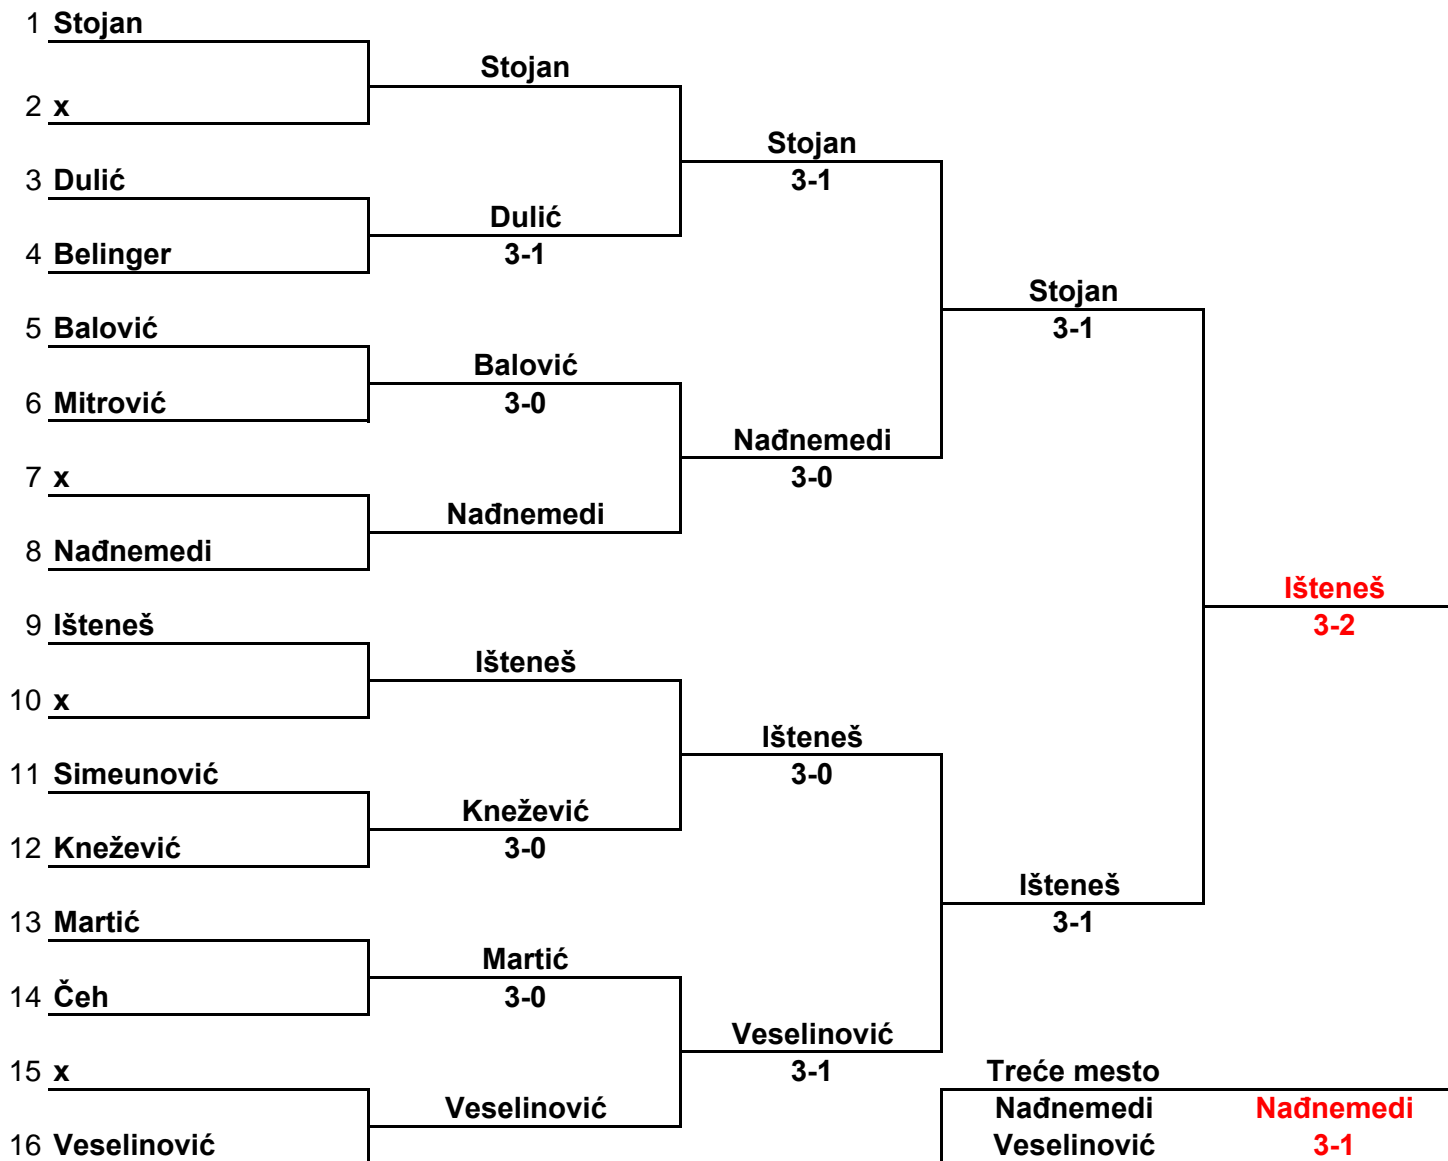 1 Stojan
Stojan
2 x
Stojan
3 Dulić
3-1
Dulić
4 Belinger
3-1
Stojan
5 Balović
3-1
Balović
6 Mitrović
3-0
Nađnemedi
7 x
3-0
Nađnemedi
8 Nađnemedi
Išteneš
9 Išteneš
3-2
Išteneš
10 x
Išteneš
11 Simeunović
3-0
Knežević
12 Knežević
3-0
Išteneš
13 Martić
3-1
Martić
14 Čeh
3-0
Veselinović
15 x
3-1
Treće mesto
Veselinović
Nađnemedi
Nađnemedi
16 Veselinović
Veselinović
3-1